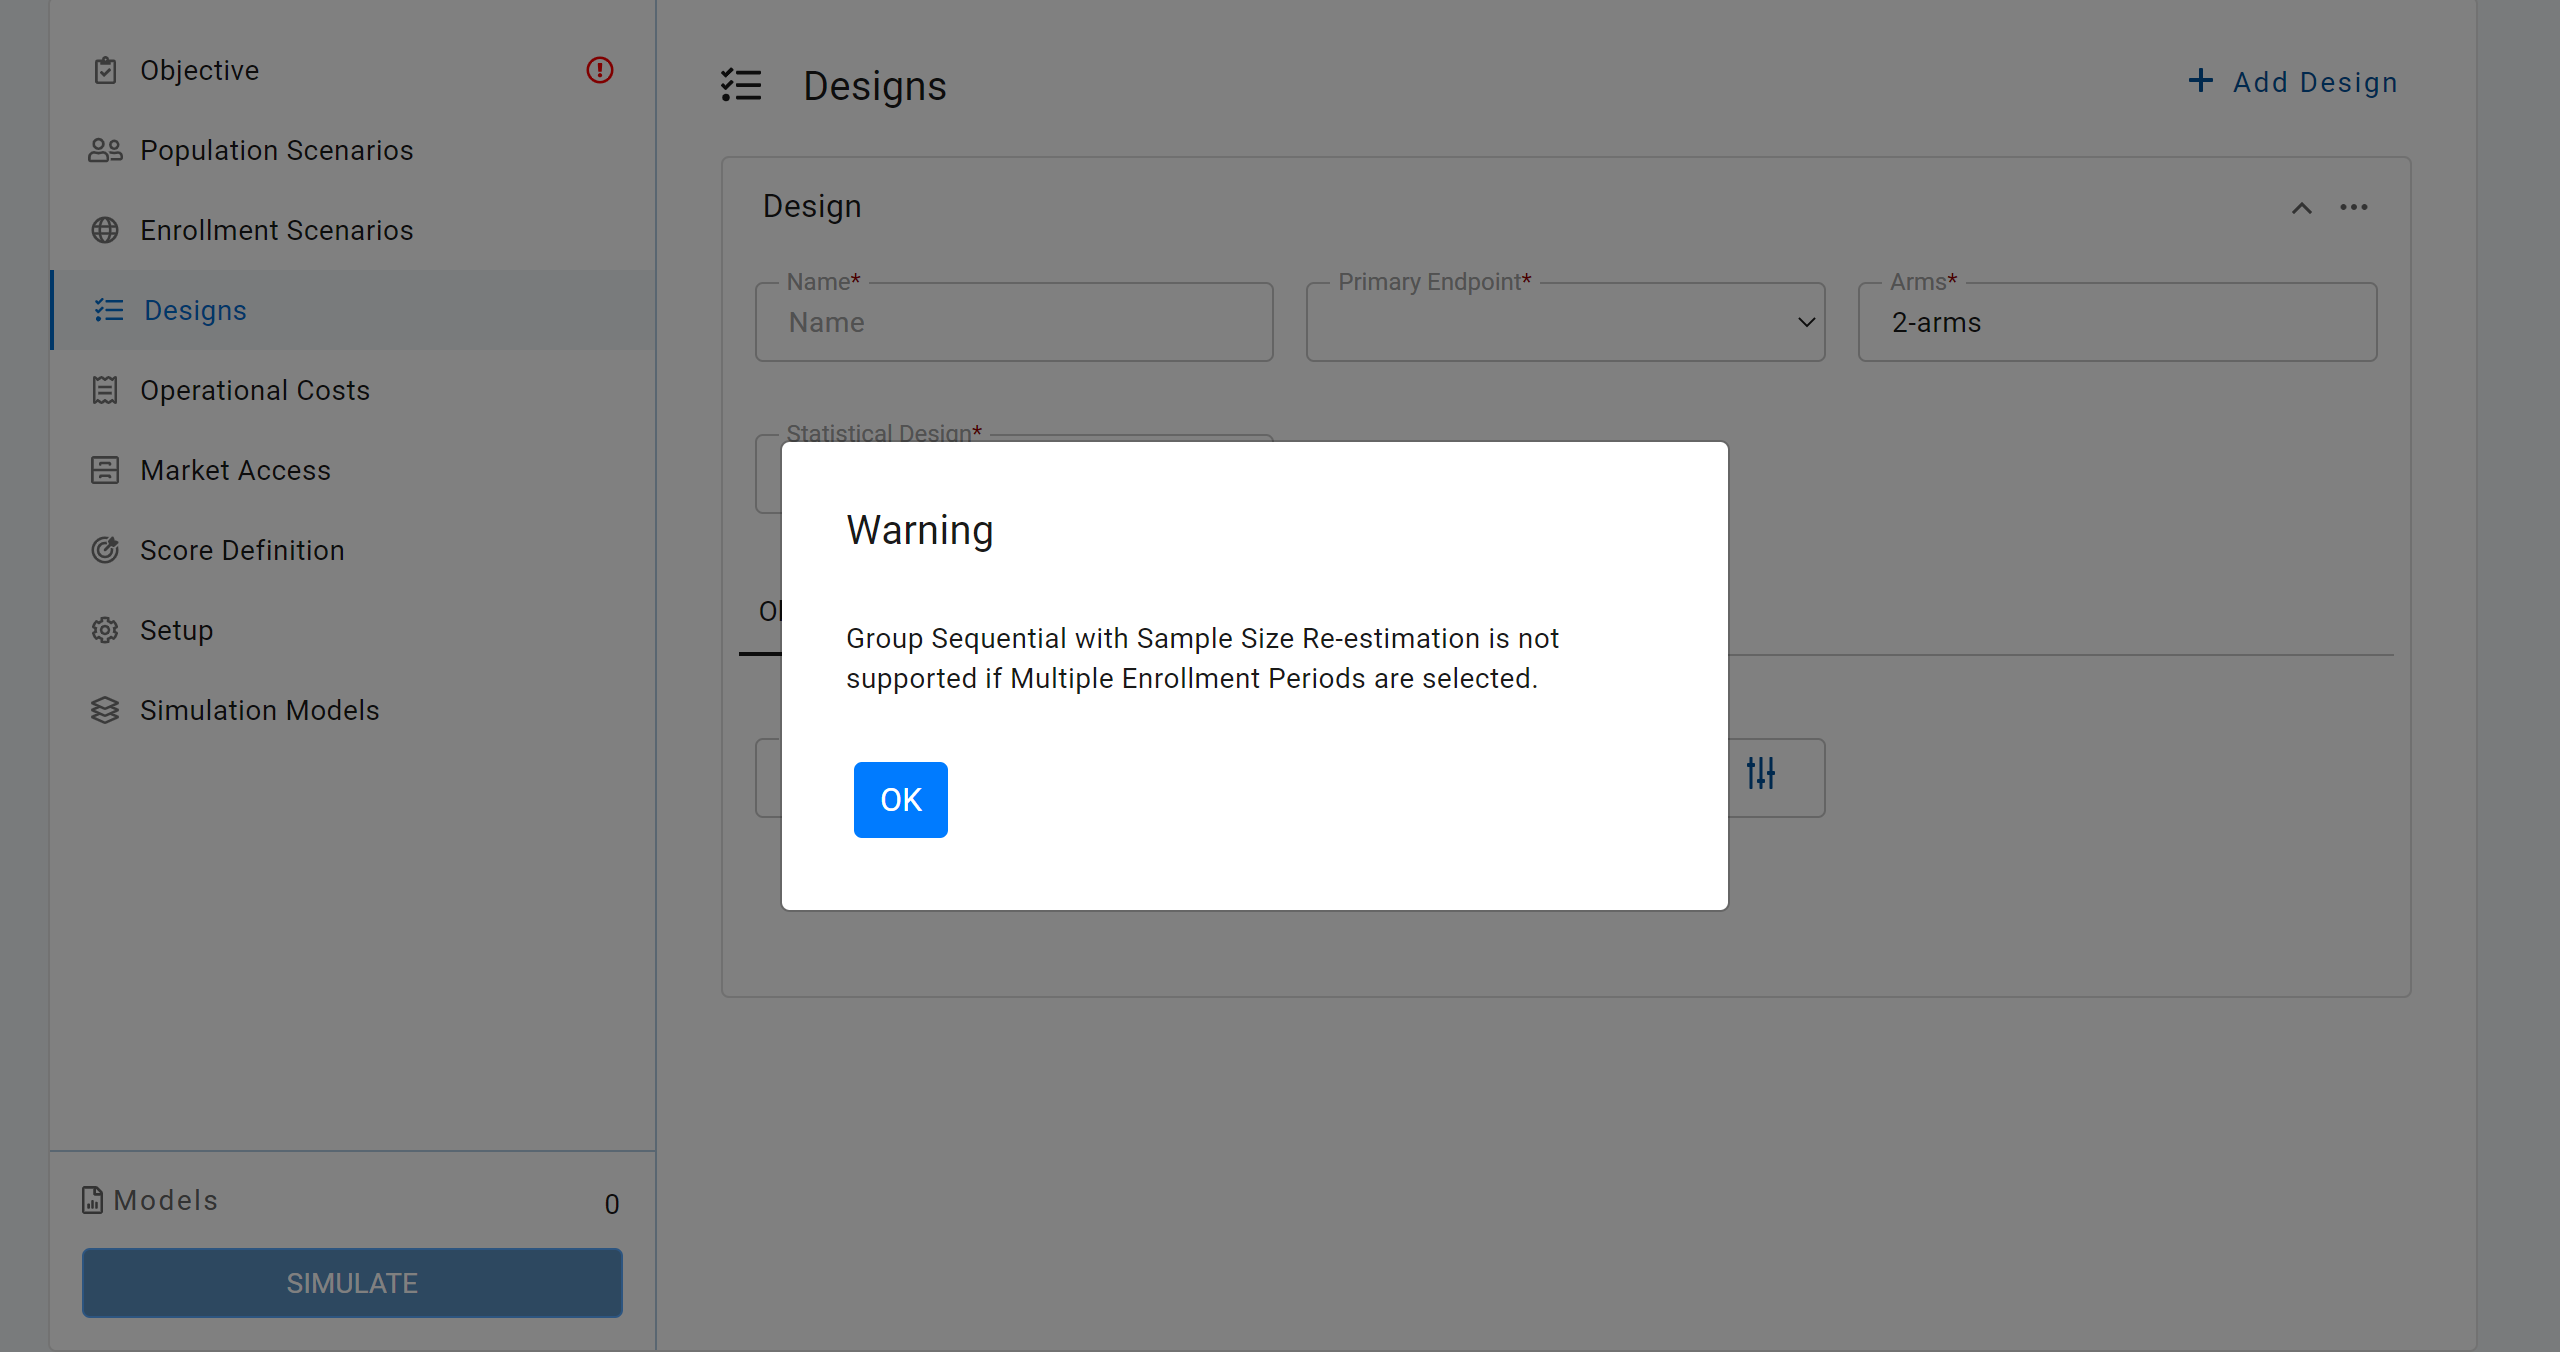 Objective
Population Scenarios
Enrollment Scenarios
Designs
Operational Costs
Market Access
Score Definition
Setup
Simulation Models
Models 0
SIMULATE
Designs
+ Add Design
Design
Name*
Name
Primary Endpoint*
Arms*
2-arms
Statistical Design*
Warning
Group Sequential with Sample Size Re-estimation is not
supported if Multiple Enrollment Periods are selected.
OK